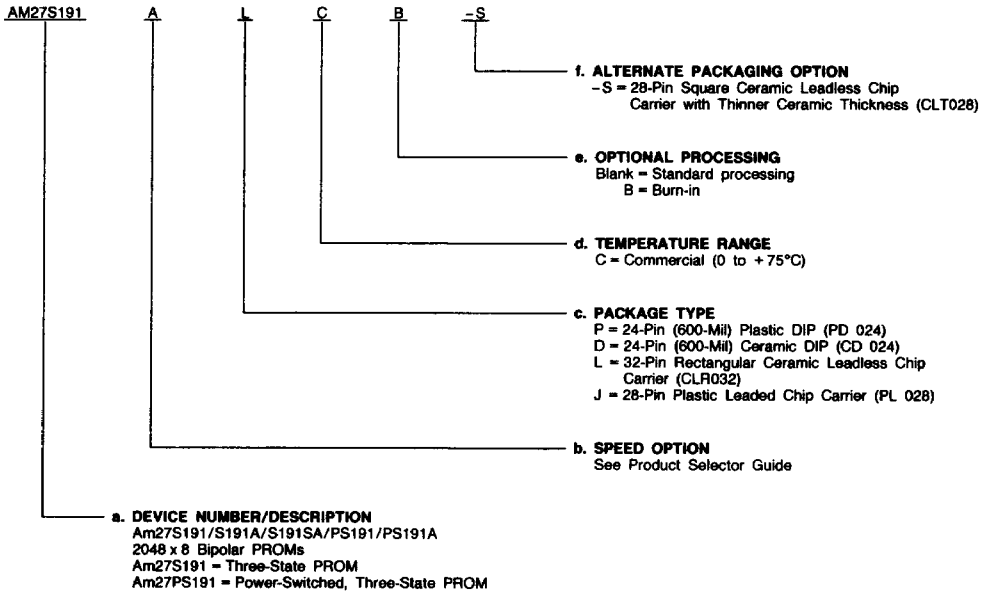 AM27S191 A L C B -S
f. ALTERNATE PACKAGING OPTION
-S = 28-Pin Square Ceramic Leadless Chip
Carrier with Thinner Ceramic Thickness (CLT028)
e. OPTIONAL PROCESSING
Blank = Standard processing
B = Burn-in
d. TEMPERATURE RANGE
C = Commercial (0 to +75°C)
c. PACKAGE TYPE
P = 24-Pin (600-Mil) Plastic DIP (PD 024)
D = 24-Pin (600-Mil) Ceramic DIP (CD 024)
L = 32-Pin Rectangular Ceramic Leadless Chip
Carrier (CLR032)
J = 28-Pin Plastic Leaded Chip Carrier (PL 028)
b. SPEED OPTION
See Product Selector Guide
a. DEVICE NUMBER/DESCRIPTION
Am27S191/S191A/S191SA/PS191/PS191A
2048 x 8 Bipolar PROMs
Am27S191 = Three-State PROM
Am27PS191 = Power-Switched, Three-State PROM